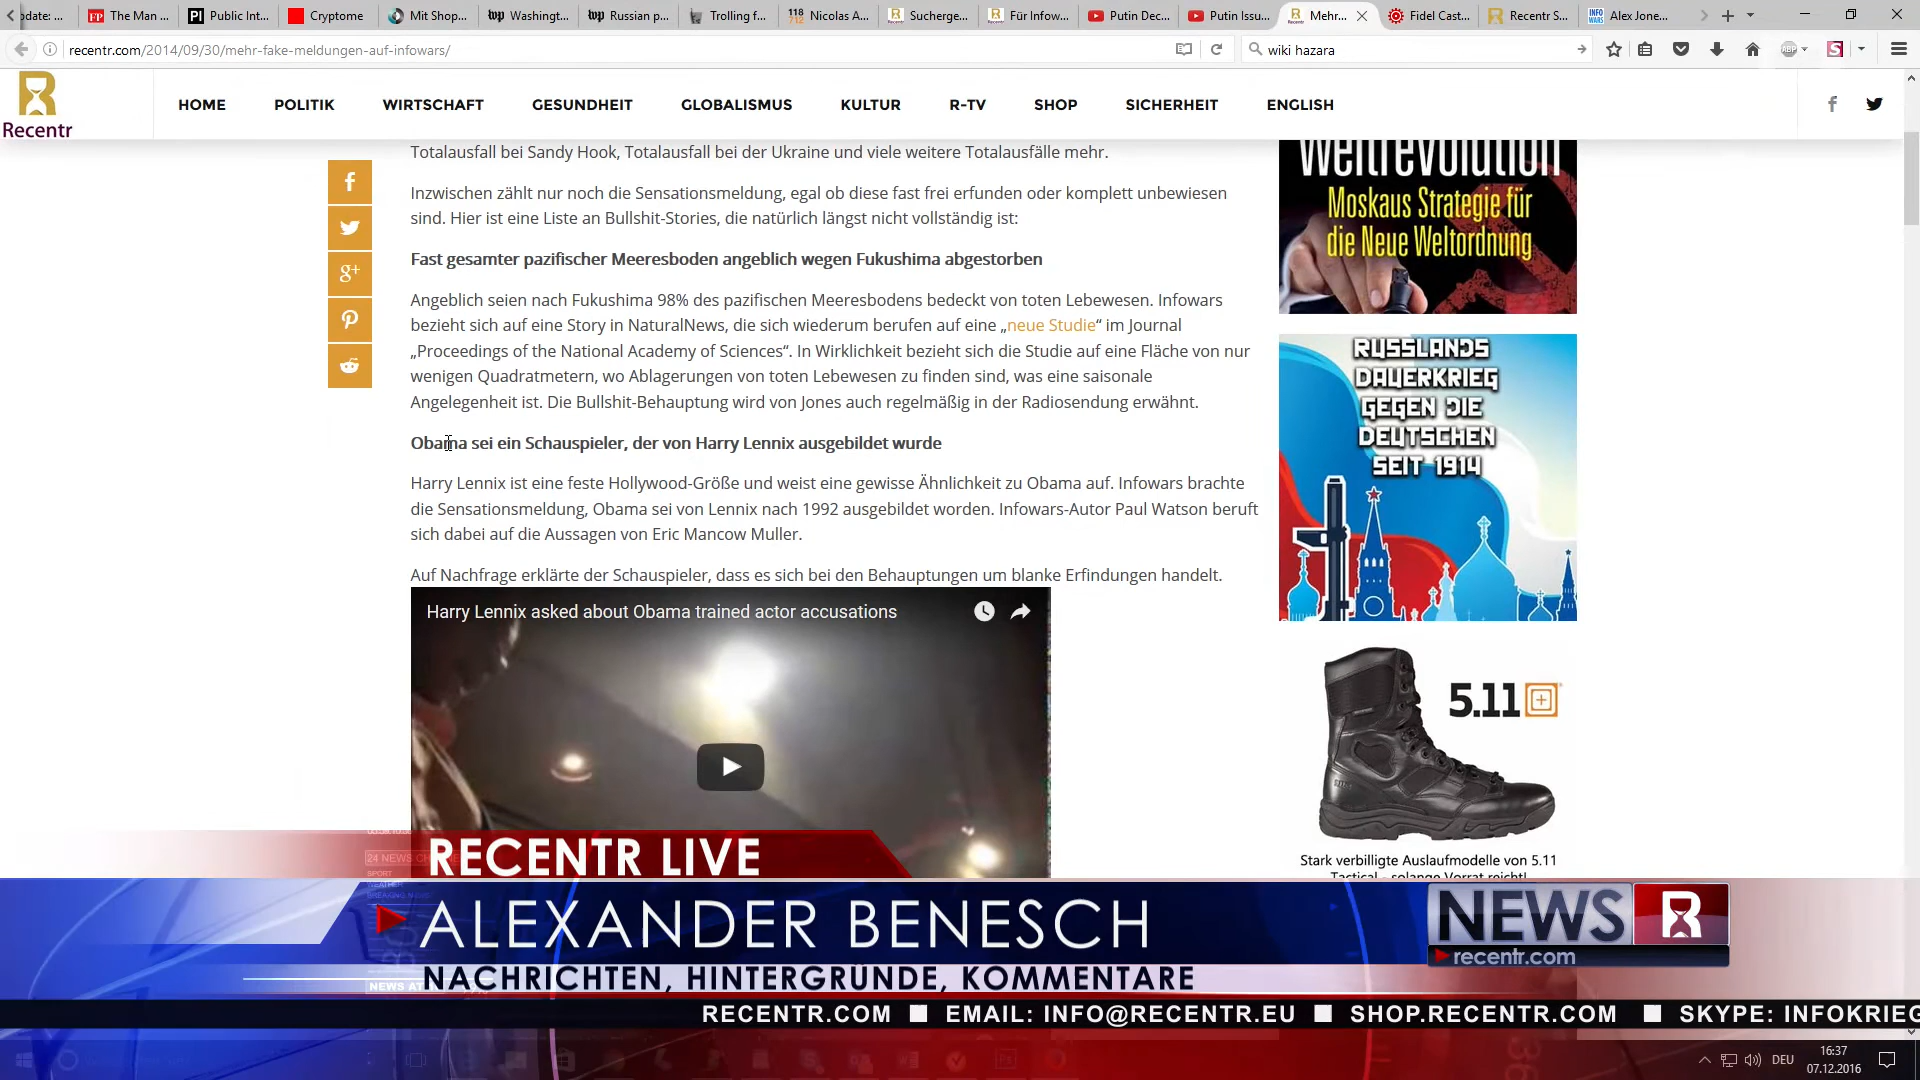 pdate: ...
The Man ...
Public Int...
Cryptome
Mit Shop...
Washingt...
Russian p...
Trolling f...
Nicolas A...
Sucherge...
Für Infow...
Putin Dec...
Putin Issu...
Mehr...
Fidel Cast...
Recentr S...
Alex Jone...
recentr.com/2014/09/30/mehr-fake-meldungen-auf-infowars/
wiki hazara
Recentr
HOME
POLITIK
WIRTSCHAFT
GESUNDHEIT
GLOBALISMUS
KULTUR
R-TV
SHOP
SICHERHEIT
ENGLISH
Totalausfall bei Sandy Hook, Totalausfall bei der Ukraine und viele weitere Totalausfälle mehr.
Inzwischen zählt nur noch die Sensationsmeldung, egal ob diese fast frei erfunden oder komplett unbewiesen
sind. Hier ist eine Liste an Bullshit-Stories, die natürlich längst nicht vollständig ist:
Fast gesamter pazifischer Meeresboden angeblich wegen Fukushima abgestorben
Angeblich seien nach Fukushima 98% des pazifischen Meeresbodens bedeckt von toten Lebewesen. Infowars
bezieht sich auf eine Story in NaturalNews, die sich wiederum berufen auf eine „neue Studie“ im Journal
„Proceedings of the National Academy of Sciences“. In Wirklichkeit bezieht sich die Studie auf eine Fläche von nur
wenigen Quadratmetern, wo Ablagerungen von toten Lebewesen zu finden sind, was eine saisonale
Angelegenheit ist. Die Bullshit-Behauptung wird von Jones auch regelmäßig in der Radiosendung erwähnt.
Obama sei ein Schauspieler, der von Harry Lennix ausgebildet wurde
Harry Lennix ist eine feste Hollywood-Größe und weist eine gewisse Ähnlichkeit zu Obama auf. Infowars brachte
die Sensationsmeldung, Obama sei von Lennix nach 1992 ausgebildet worden. Infowars-Autor Paul Watson beruft
sich dabei auf die Aussagen von Eric Mancow Muller.
Auf Nachfrage erklärte der Schauspieler, dass es sich bei den Behauptungen um blanke Erfindungen handelt.
Harry Lennix asked about Obama trained actor accusations
Weltrevolution
Moskaus Strategie für
die Neue Weltordnung
RUSSLANDS
DAUERKRIEG
GEGEN DIE
DEUTSCHEN
SEIT 1914
5.11
Stark verbilligte Auslaufmodelle von 5.11
Tactical - solange Vorrat reicht!
RECENTR LIVE
ALEXANDER BENESCH
NACHRICHTEN, HINTERGRÜNDE, KOMMENTARE
NEWS
recentr.com
RECENTR.COM
EMAIL: INFO@RECENTR.EU
SHOP.RECENTR.COM
SKYPE: INFOKRIEG
DEU
16:37
07.12.2016